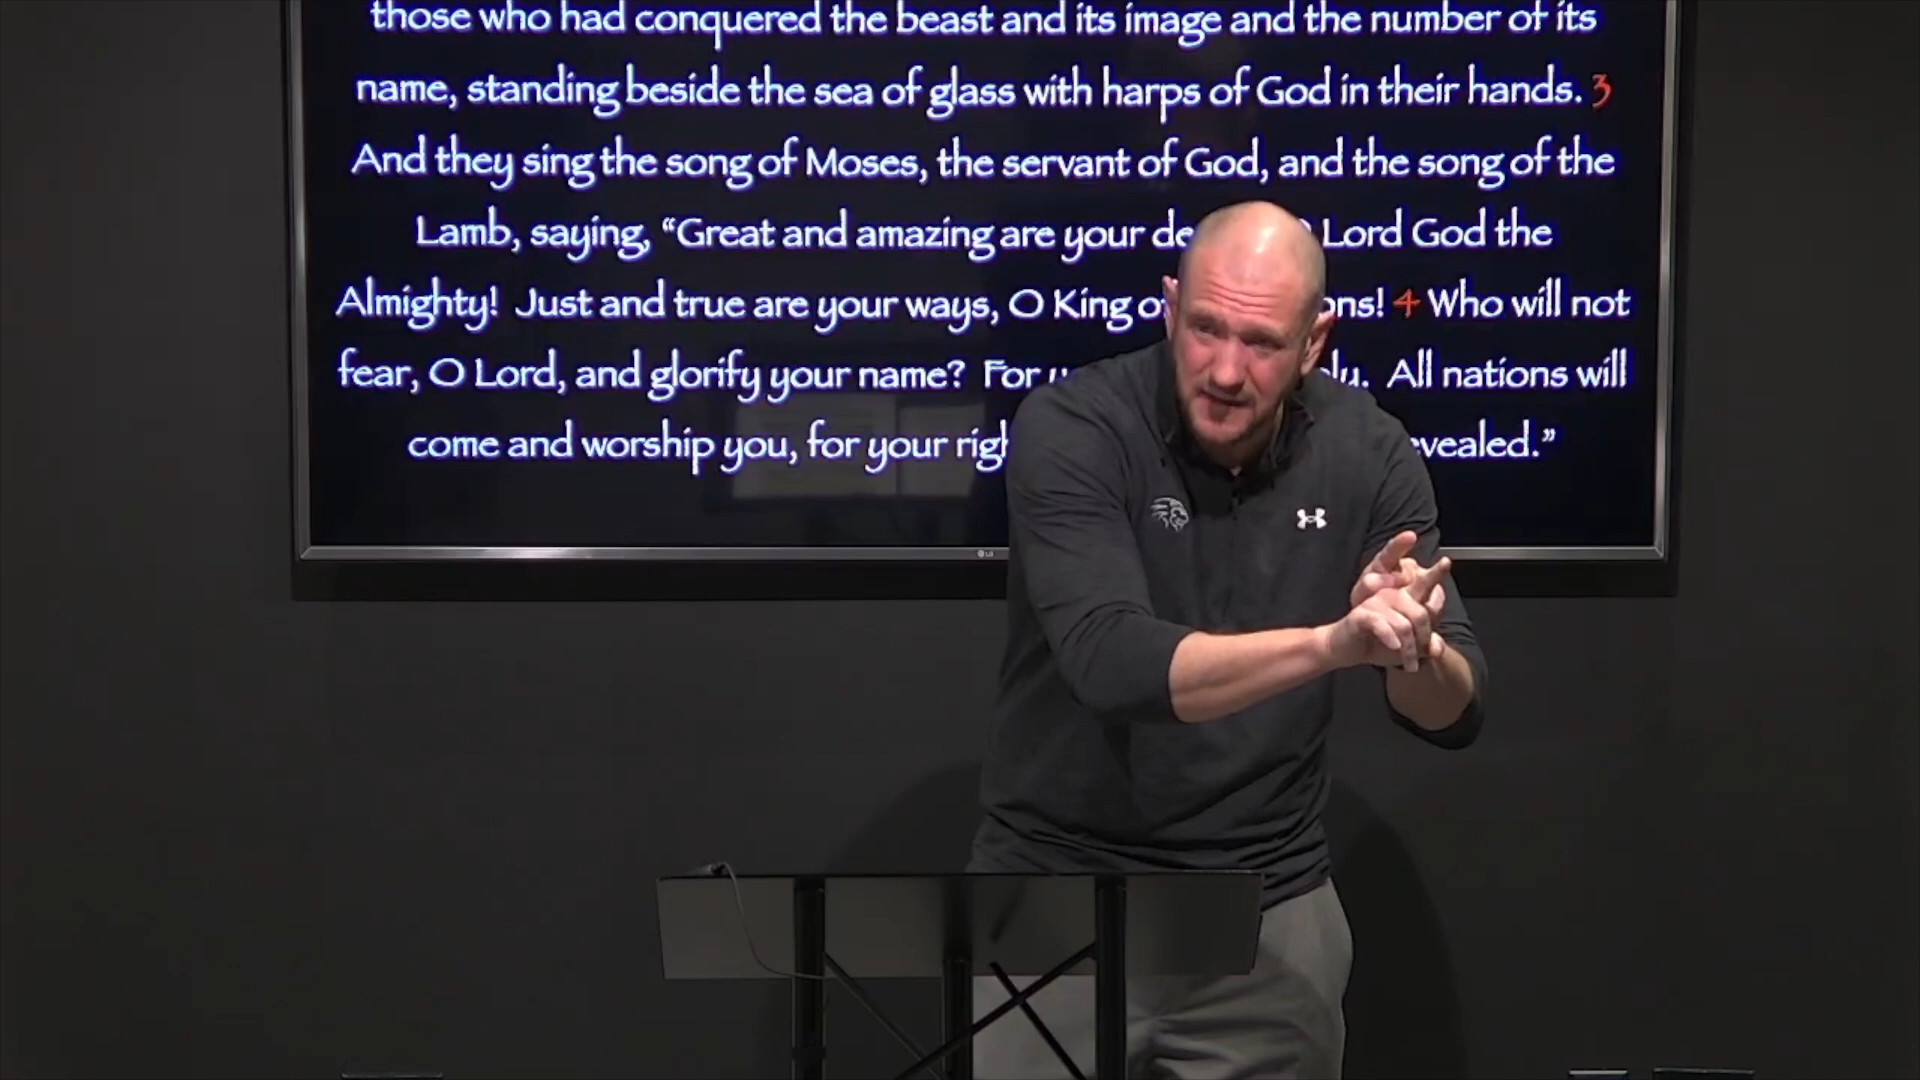 those who had conquered the beast and its image and the number of its
name, standing beside the sea of glass with harps of God in their hands. 3
And they sing the song of Moses, the servant of God, and the song of the
Lamb, saying, “Great and amazing are your Lord God the
Almighty! Just and true are your ways, O King 4 Who will not
fear, O Lord, and glorify your name? For All nations will
come and worship you, for your
LG